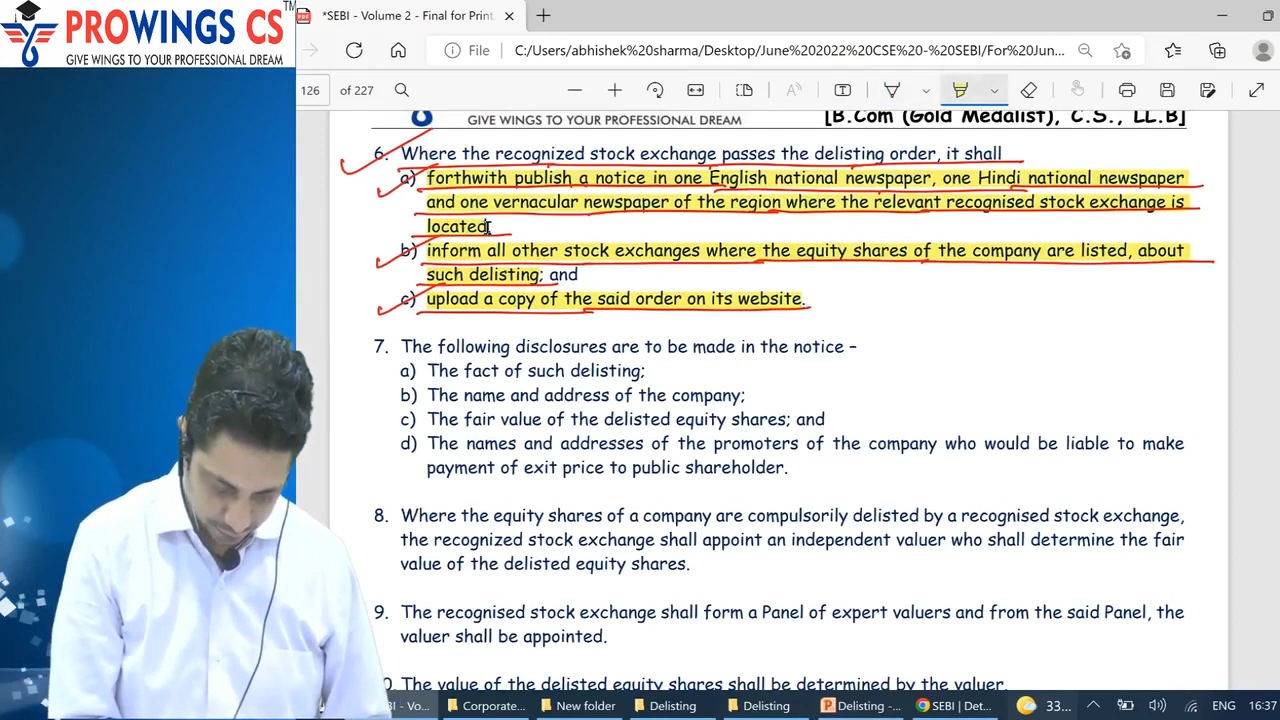 PROWINGS CS TM
GIVE WINGS TO YOUR PROFESSIONAL DREAM
*SEBI - Volume 2 - Final for Print
File C:/Users/abhishek%20sharma/Desktop/June%202022%20CSE%20-%20SEBI/For%20Jun...
126 of 227
GIVE WINGS TO YOUR PROFESSIONAL DREAM [B.Com (Gold Medalist), C.S., LL.B]
6. Where the recognized stock exchange passes the delisting order, it shall
a) forthwith publish a notice in one English national newspaper, one Hindi national newspaper
and one vernacular newspaper of the region where the relevant recognised stock exchange is
located
b) inform all other stock exchanges where the equity shares of the company are listed, about
such delisting; and
c) upload a copy of the said order on its website.
7. The following disclosures are to be made in the notice –
a) The fact of such delisting;
b) The name and address of the company;
c) The fair value of the delisted equity shares; and
d) The names and addresses of the promoters of the company who would be liable to make
payment of exit price to public shareholder.
8. Where the equity shares of a company are compulsorily delisted by a recognised stock exchange,
the recognized stock exchange shall appoint an independent valuer who shall determine the fair
value of the delisted equity shares.
9. The recognised stock exchange shall form a Panel of expert valuers and from the said Panel, the
valuer shall be appointed.
The value of the delisted equity shares shall be determined by the valuer.
EBI - Vo... Corporate... New folder Delisting Delisting Delisting -... SEBI | Det... 33... ENG 16:37